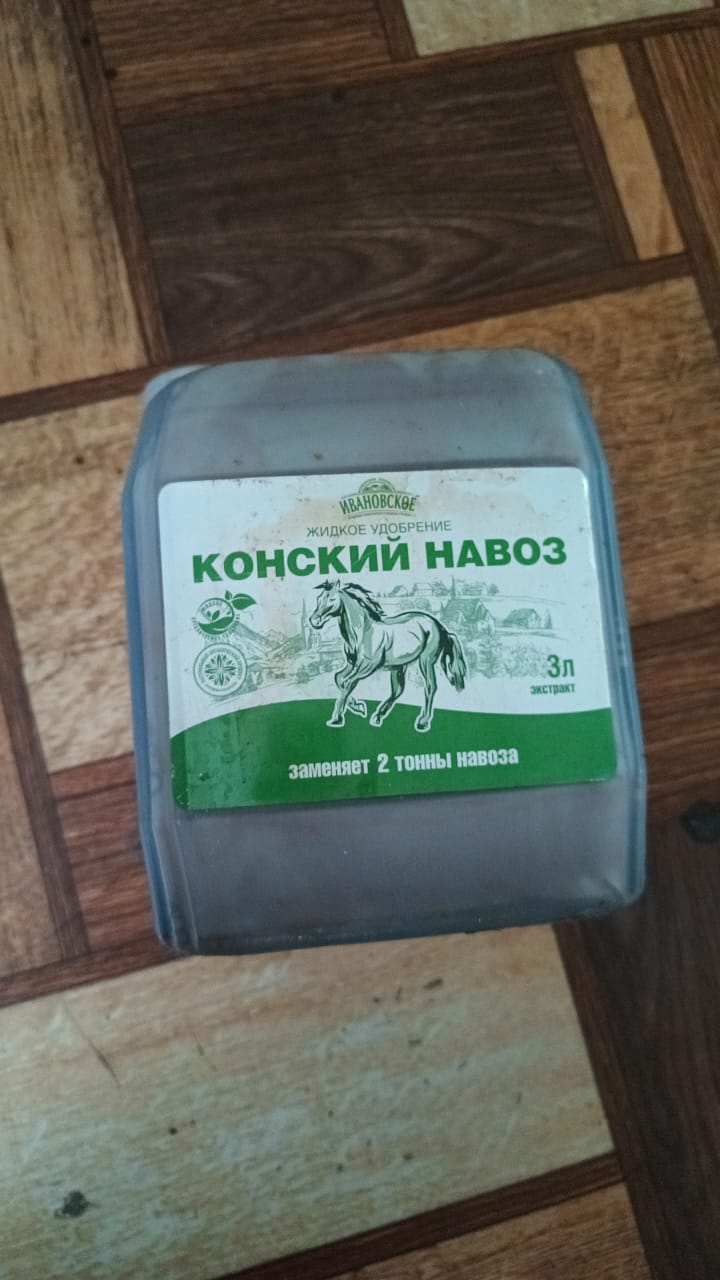 ИВАНОВСКОЕ
ЖИДКОЕ УДОБРЕНИЕ
КОНСКИЙ НАВОЗ
3л
экстракт
заменяет 2 тонны навоза